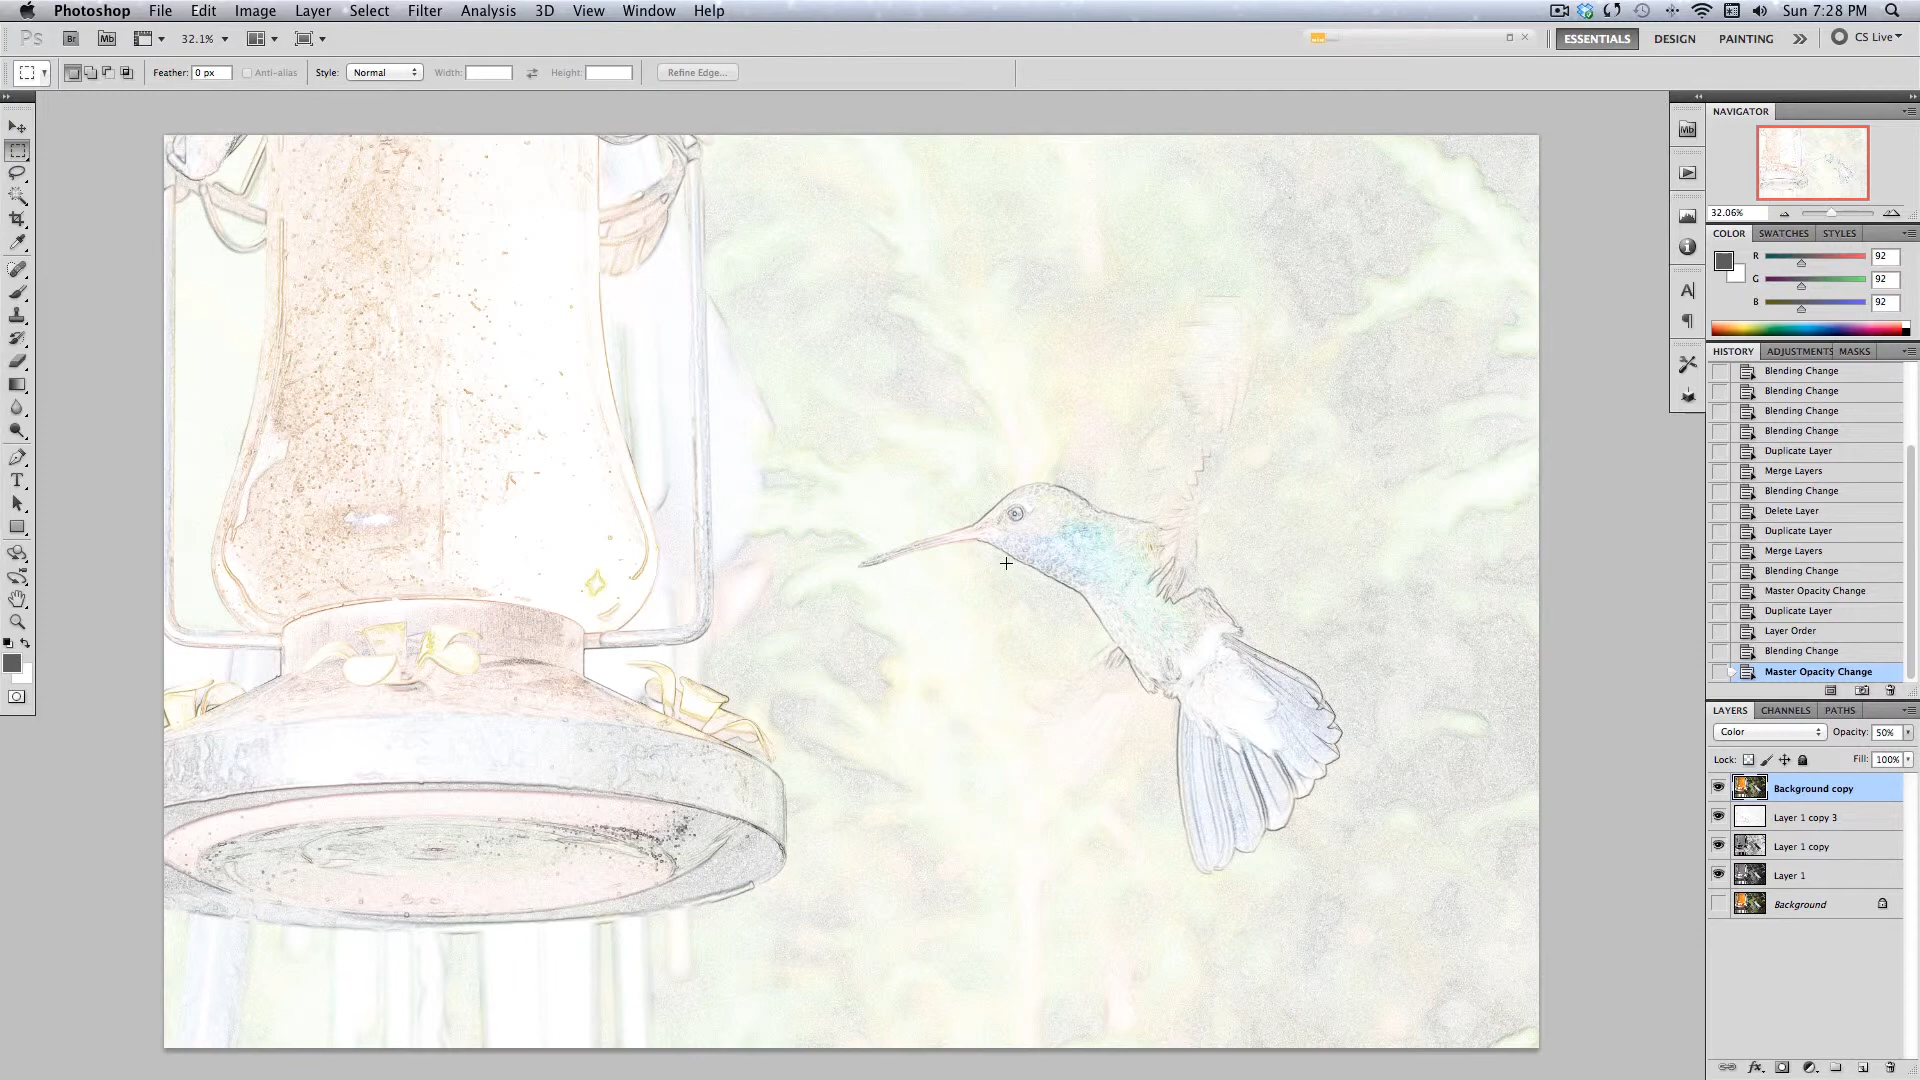 Photoshop File Edit Image Layer Select Filter Analysis 3D View Window Help Sun 7:28 PM
Ps Br Mb 32.1% ESSENTIALS DESIGN PAINTING CS Live
Feather: 0 px Anti-alias Style: Normal Width: Height: Refine Edge...
NAVIGATOR
Mb
32.06%
COLOR SWATCHES STYLES
R 92
G 92
B 92
HISTORY ADJUSTMENTS MASKS
Blending Change
Blending Change
Blending Change
Blending Change
Duplicate Layer
Merge Layers
Blending Change
Delete Layer
Duplicate Layer
Merge Layers
Blending Change
Master Opacity Change
Duplicate Layer
Layer Order
Blending Change
Master Opacity Change
LAYERS CHANNELS PATHS
Color Opacity: 50%
Lock: Fill: 100%
Background copy
Layer 1 copy 3
Layer 1 copy
Layer 1
Background